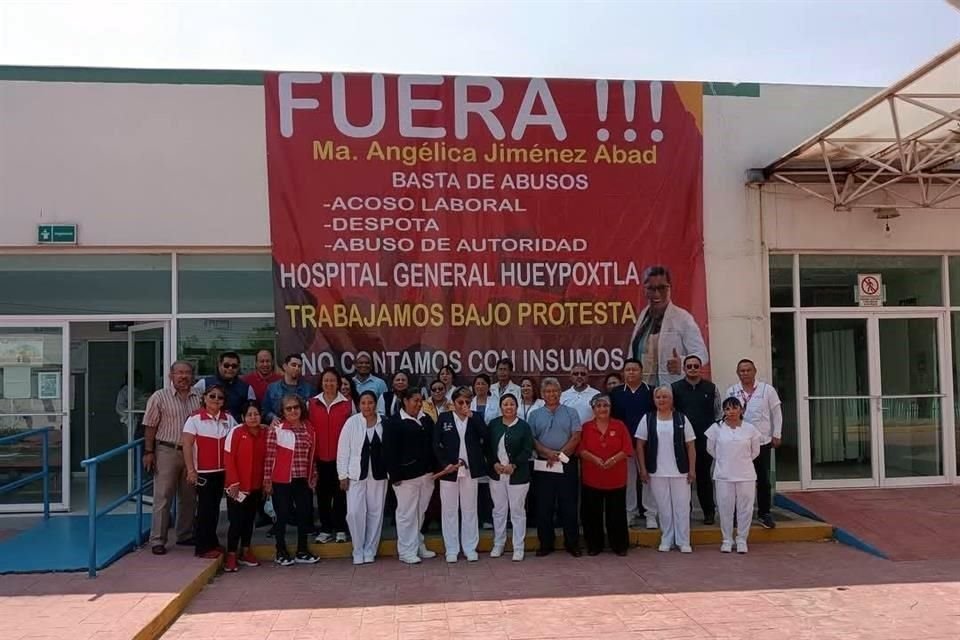 FUERA !!!
Ma. Angélica Jiménez Abad
BASTA DE ABUSOS
-ACOSO LABORAL
-DESPOTA
-ABUSO DE AUTORIDAD
HOSPITAL GENERAL HUEYPOXTLA
TRABAJAMOS BAJO PROTESTA
NO CONTAMOS CON INSUMOS